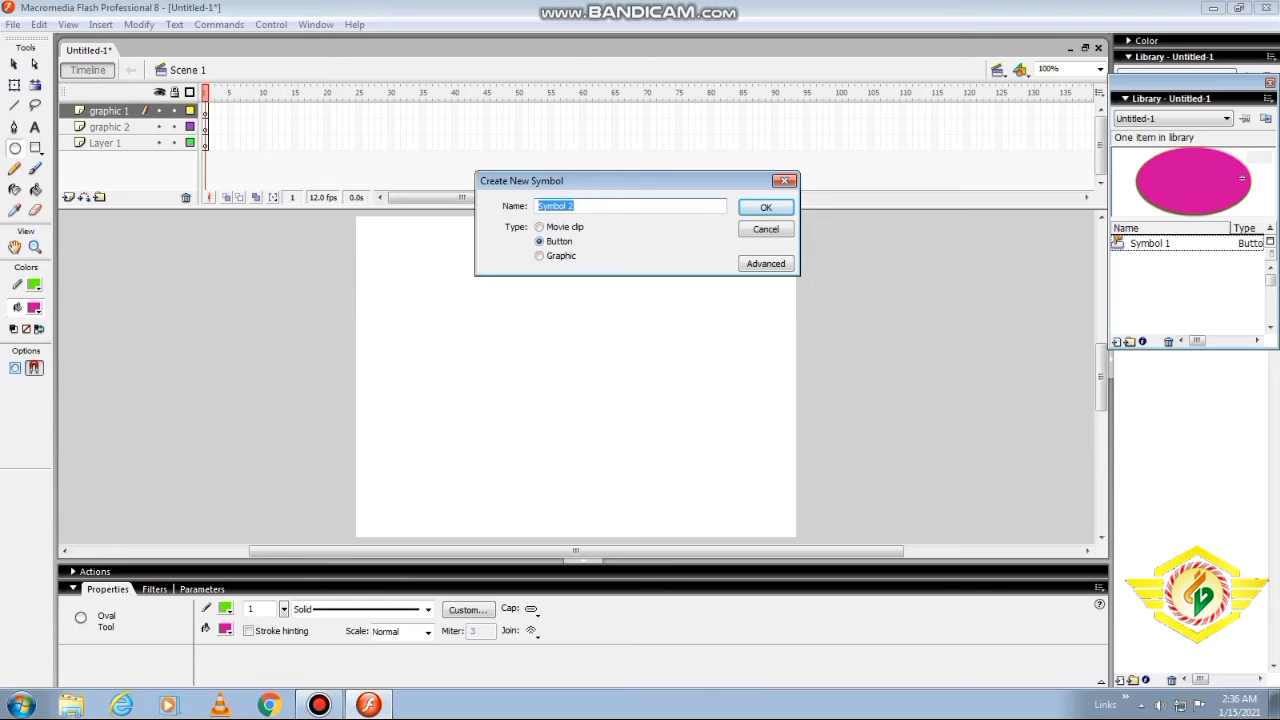 Macromedia Flash Professional 8 - [Untitled-1*]
www.BANDICAM.com
File Edit View Insert Modify Text Commands Control Window Help
Tools
View
Colors
Options
Untitled-1*
Timeline
Scene 1
100%
5 10 15 20 25 30 35 40 45 50 55 60 65 70 75 80 85 90 95 100 105 110 115 120 125 130 135
graphic 1
graphic 2
Layer 1
1 12.0 fps 0.0s
Create New Symbol
Name: Symbol 2
OK
Type: Movie clip
Button
Graphic
Cancel
Advanced
Color
Library - Untitled-1
Library - Untitled-1
Untitled-1
One item in library
Name Type
Symbol 1 Butto
Actions
Properties Filters Parameters
Oval
Tool
1 Solid Custom... Cap:
Stroke hinting Scale: Normal Miter: 3 Join:
Links
2:36 AM
1/15/2021